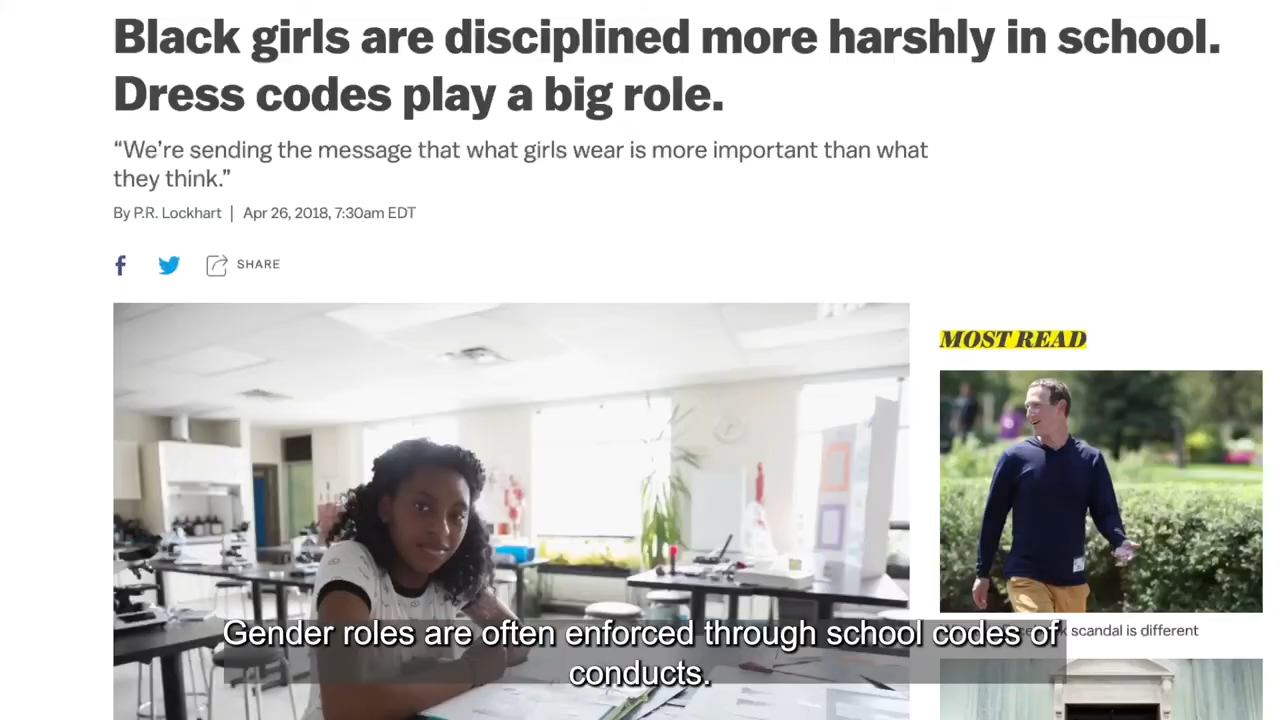 Black girls are disciplined more harshly in school.
Dress codes play a big role.
“We’re sending the message that what girls wear is more important than what
they think.”
By P.R. Lockhart | Apr 26, 2018, 7:30am EDT
SHARE
MOST READ
scandal is different
Gender roles are often enforced through school codes of
conducts.